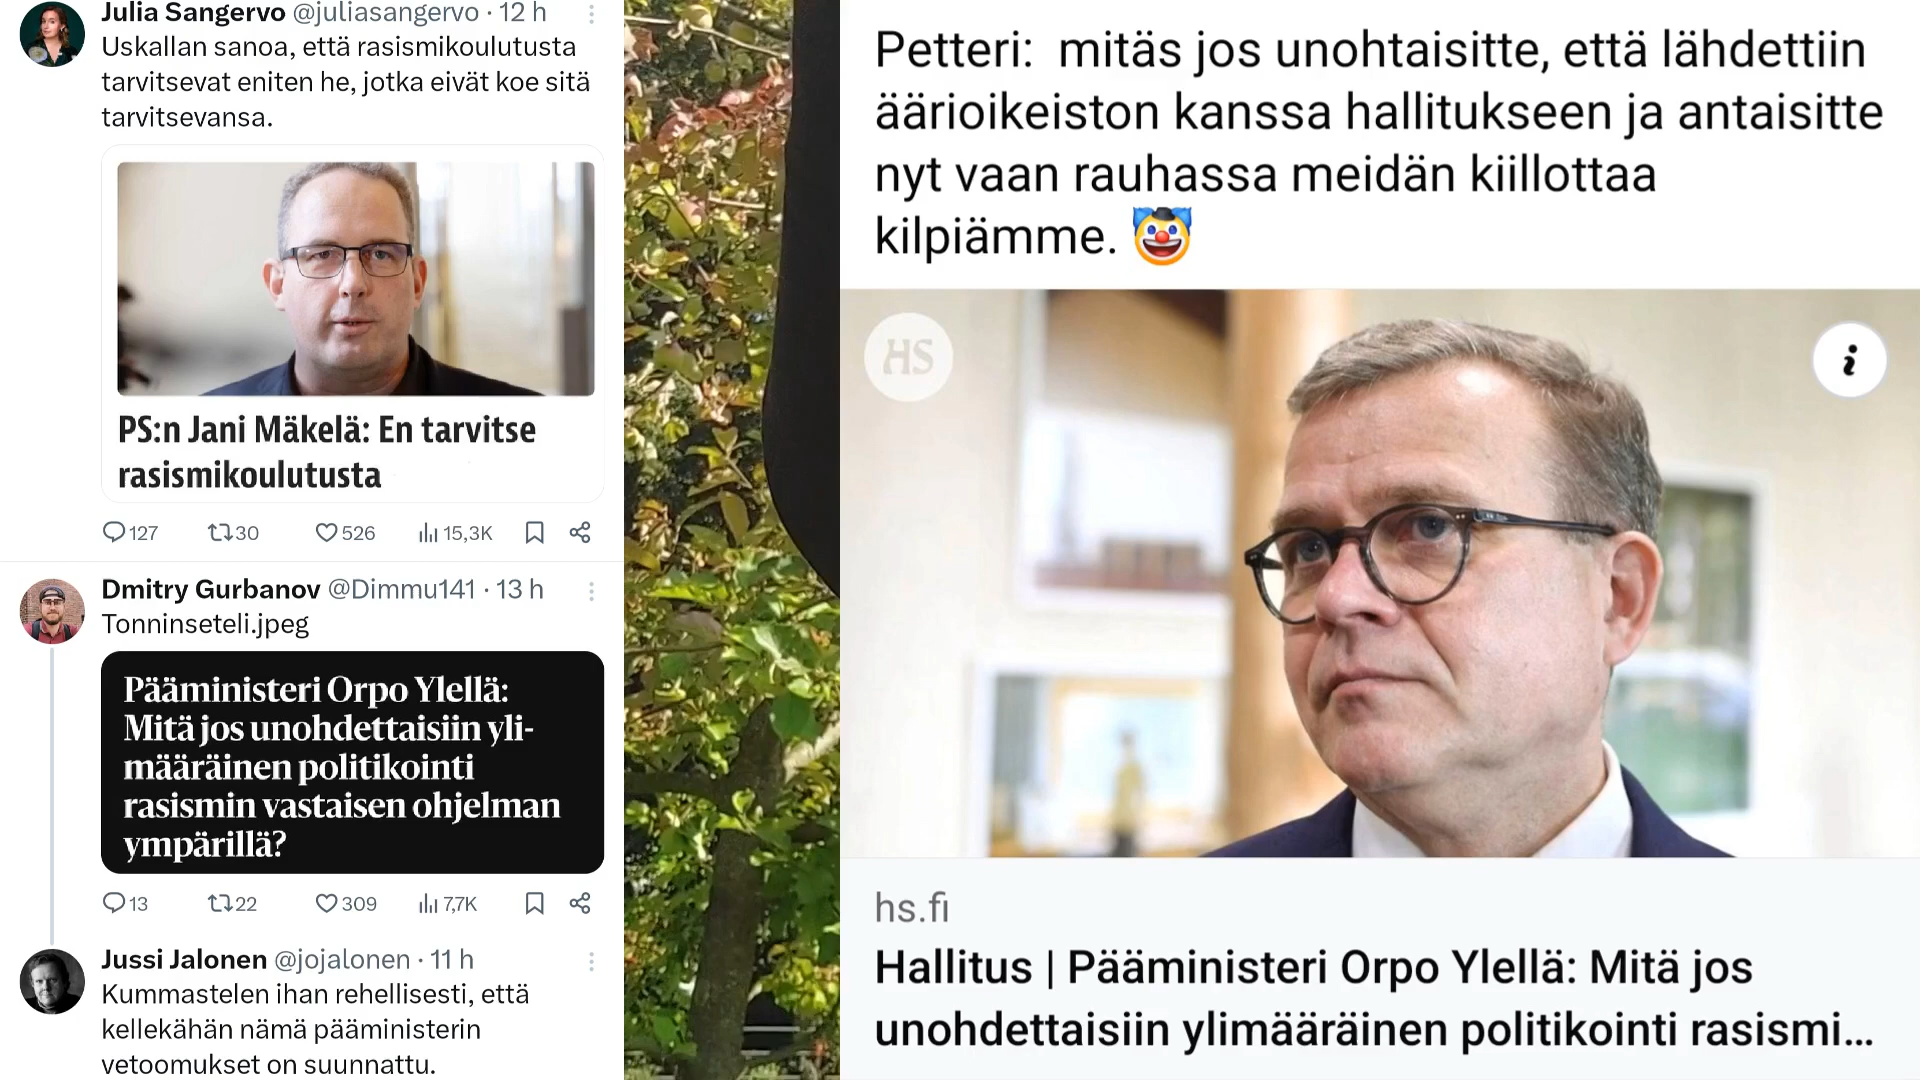 Julia Sangervo @juliasangervo · 12 h
Uskallan sanoa, että rasismikoulutusta
tarvitsevat eniten he, jotka eivät koe sitä
tarvitsevansa.
PS:n Jani Mäkelä: En tarvitse
rasismikoulutusta
127 30 526 15,3K
Dmitry Gurbanov @Dimmu141 · 13 h
Tonninseteli.jpeg
Pääministeri Orpo Ylellä:
Mitä jos unohdettaisiin yli-
määräinen politikointi
rasismin vastaisen ohjelman
ympärillä?
13 22 309 7,7K
Jussi Jalonen @jojalonen · 11 h
Kummastelen ihan rehellisesti, että
kellekähän nämä pääministerin
vetoomukset on suunnattu.
Petteri: mitäs jos unohtaisitte, että lähdettiin
äärioikeiston kanssa hallitukseen ja antaisitte
nyt vaan rauhassa meidän kiillottaa
kilpiämme. 🤡
HS
i
hs.fi
Hallitus | Pääministeri Orpo Ylellä: Mitä jos
unohdettaisiin ylimääräinen politikointi rasismi...